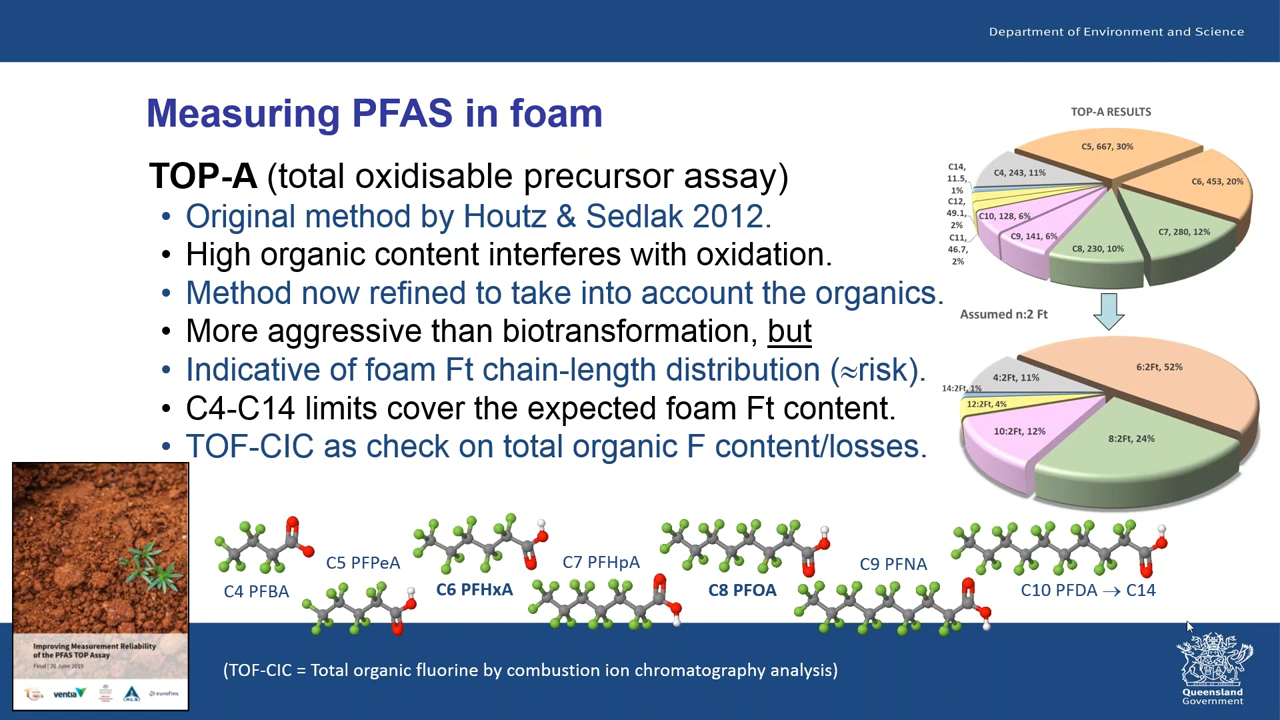 Department of Environment and Science
Measuring PFAS in foam
TOP-A (total oxidisable precursor assay)
• Original method by Houtz & Sedlak 2012.
• High organic content interferes with oxidation.
• Method now refined to take into account the organics.
• More aggressive than biotransformation, but
• Indicative of foam Ft chain-length distribution (≈risk).
• C4-C14 limits cover the expected foam Ft content.
• TOF-CIC as check on total organic F content/losses.
TOP-A RESULTS
C5, 667, 30%
C6, 453, 20%
C7, 280, 12%
C8, 230, 10%
C9, 141, 6%
C10, 128, 6%
C11,
46.7,
2%
C12,
49.1,
2%
C14,
11.5,
1%
C4, 243, 11%
Assumed n:2 Ft
6:2Ft, 52%
8:2Ft, 24%
10:2Ft, 12%
12:2Ft, 4%
14:2Ft, 1%
4:2Ft, 11%
C4 PFBA
C5 PFPeA
C6 PFHxA
C7 PFHpA
C8 PFOA
C9 PFNA
C10 PFDA → C14
Improving Measurement Reliability
of the PFAS TOP Assay
Final | 20 June 2019
ventia
ALS
eurofins
(TOF-CIC = Total organic fluorine by combustion ion chromatography analysis)
Queensland
Government